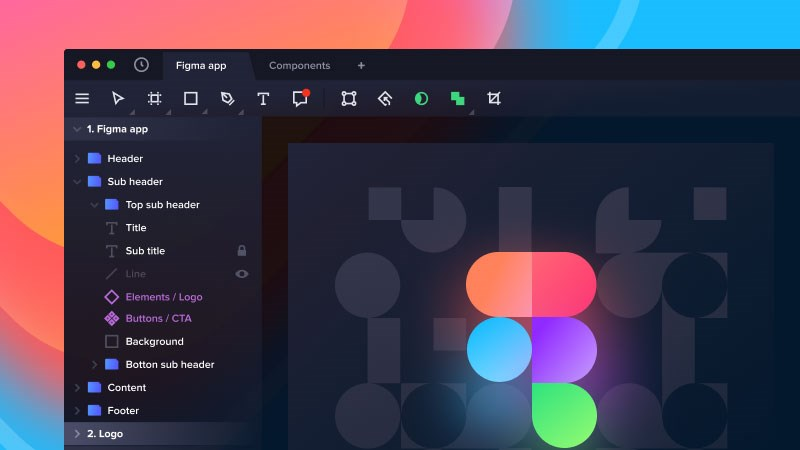 Figma app
Components
1. Figma app
Header
Sub header
Top sub header
Title
Sub title
Line
Elements / Logo
Buttons / CTA
Background
Botton sub header
Content
Footer
2. Logo